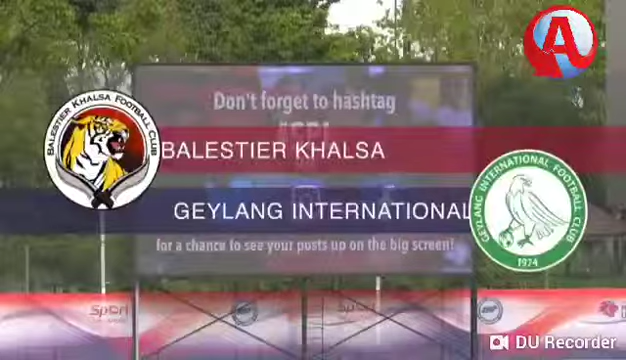 A
Don't forget to hashtag
BALESTIER KHALSA FOOTBALL CLUB
BALESTIER KHALSA
GEYLANG INTERNATIONAL FOOTBALL CLUB
1974
GEYLANG INTERNATIONAL
for a chance to see your posts up on the big screen!
Sport
DU Recorder